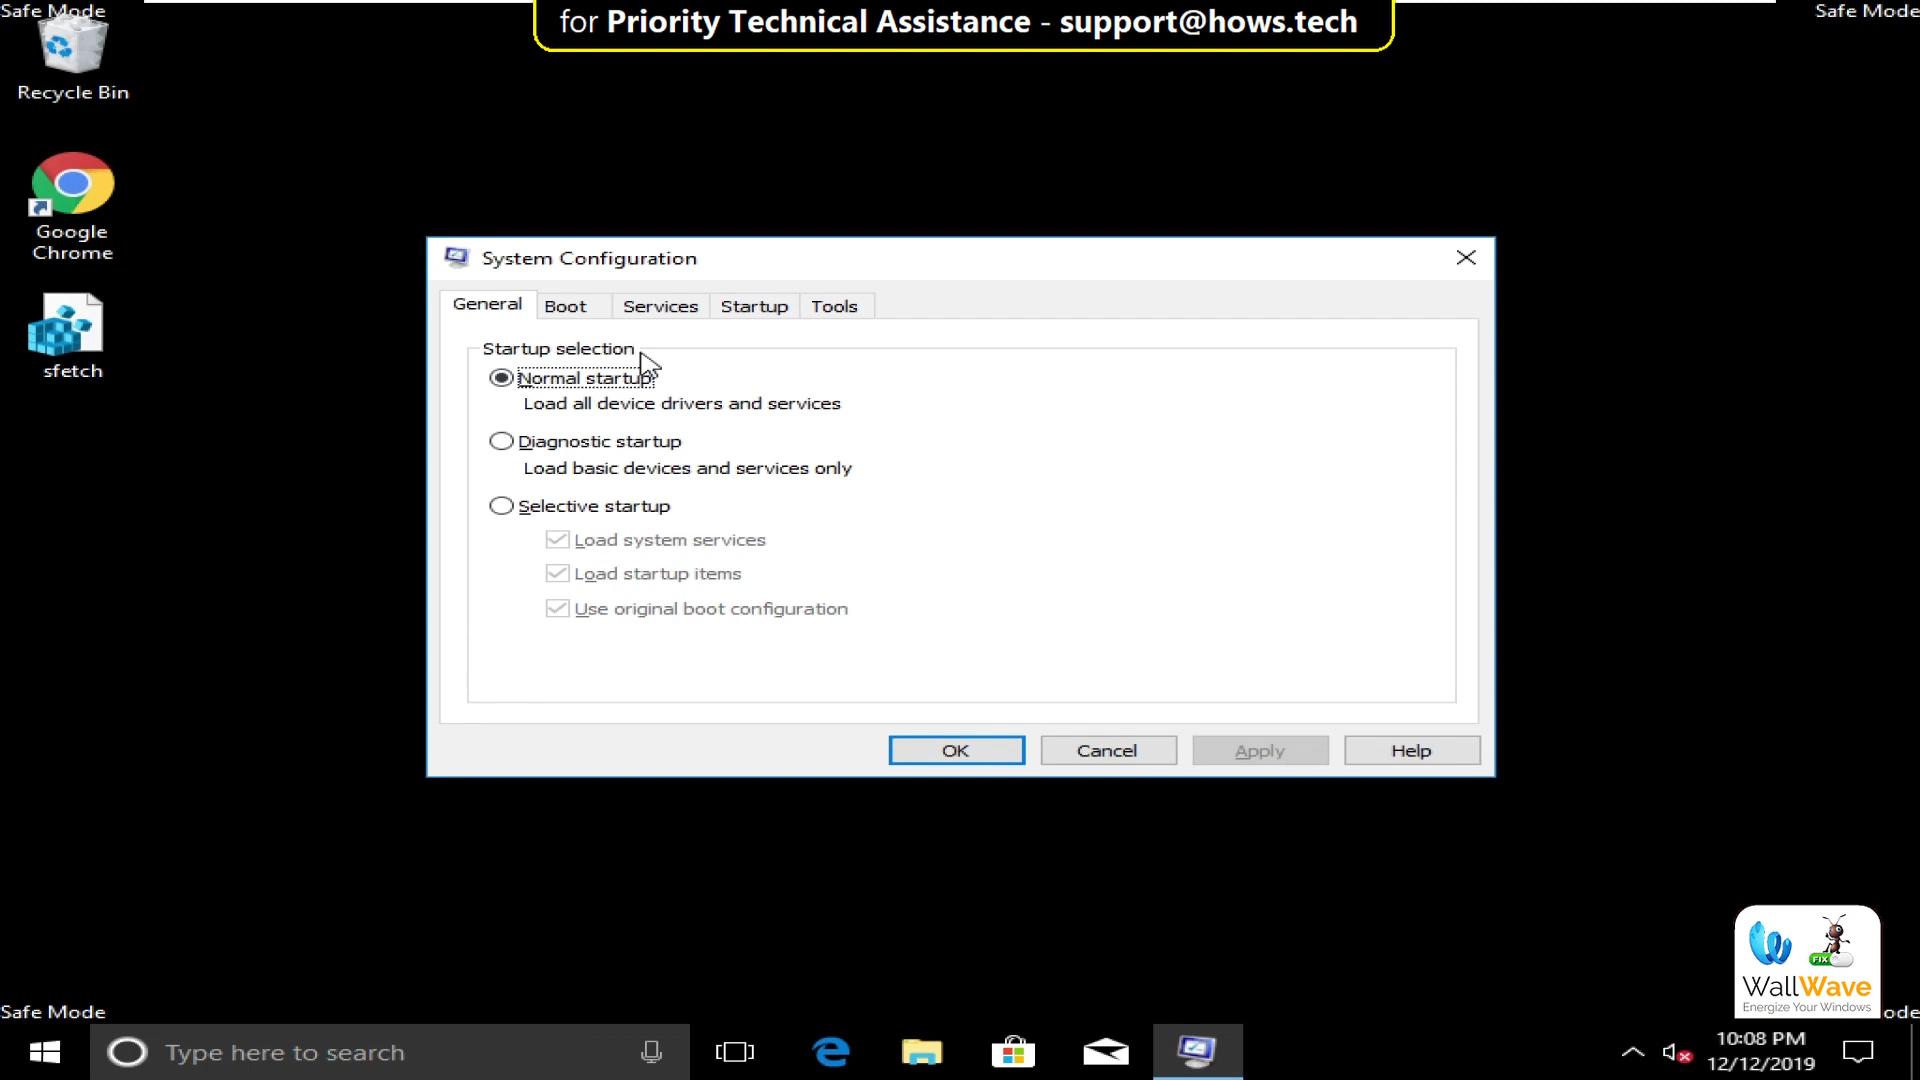 Safe Mode
for Priority Technical Assistance - support@hows.tech
Safe Mode
Recycle Bin
Google
Chrome
sfetch
System Configuration
General
Boot
Services
Startup
Tools
Startup selection
Normal startup
Load all device drivers and services
Diagnostic startup
Load basic devices and services only
Selective startup
Load system services
Load startup items
Use original boot configuration
OK
Cancel
Apply
Help
FIX
WallWave
Energize Your Windows
Safe Mode
ode
Type here to search
10:08 PM
12/12/2019